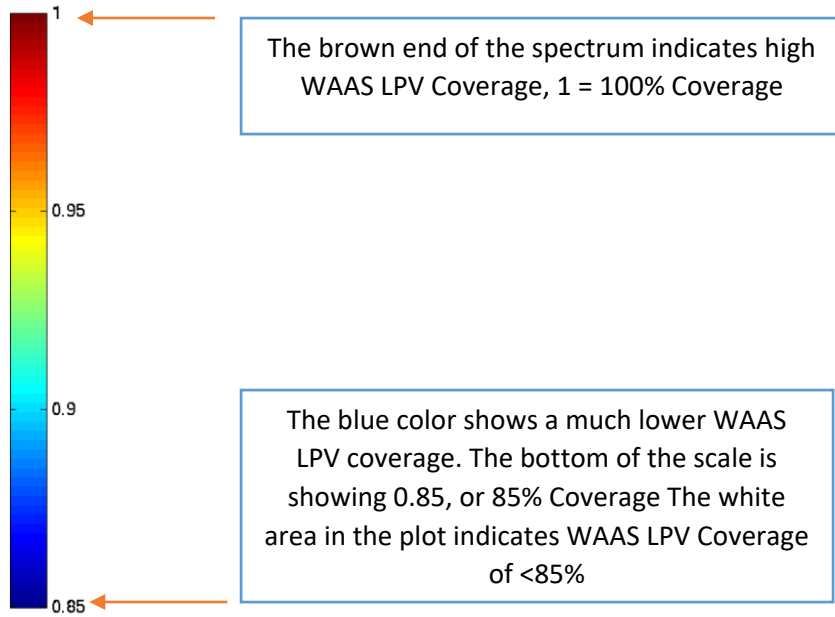 1
The brown end of the spectrum indicates high
WAAS LPV Coverage, 1 = 100% Coverage
0.95
0.9
The blue color shows a much lower WAAS
LPV coverage. The bottom of the scale is
showing 0.85, or 85% Coverage The white
area in the plot indicates WAAS LPV Coverage
of <85%
0.85